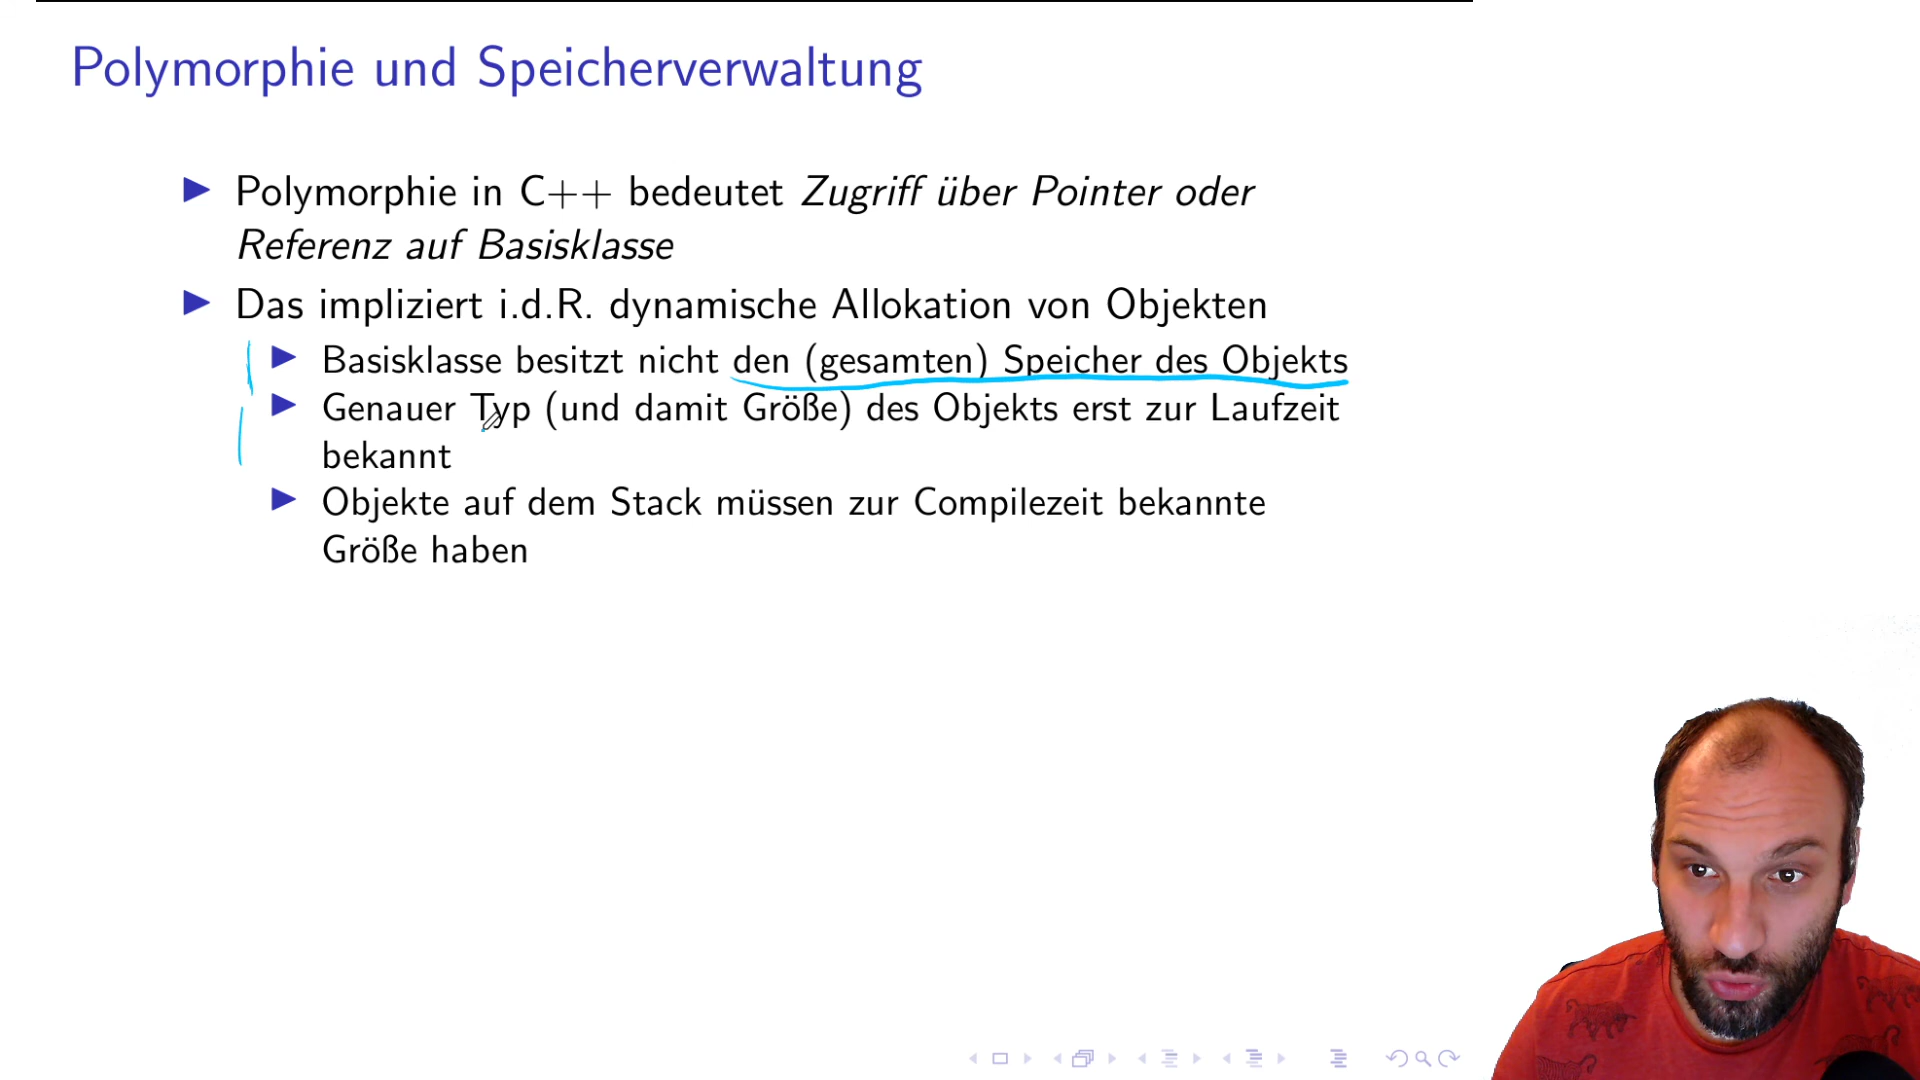 Polymorphie und Speicherverwaltung
Polymorphie in C++ bedeutet Zugriff über Pointer oder
Referenz auf Basisklasse
Das impliziert i.d.R. dynamische Allokation von Objekten
Basisklasse besitzt nicht den (gesamten) Speicher des Objekts
Genauer Typ (und damit Größe) des Objekts erst zur Laufzeit
bekannt
Objekte auf dem Stack müssen zur Compilezeit bekannte
Größe haben